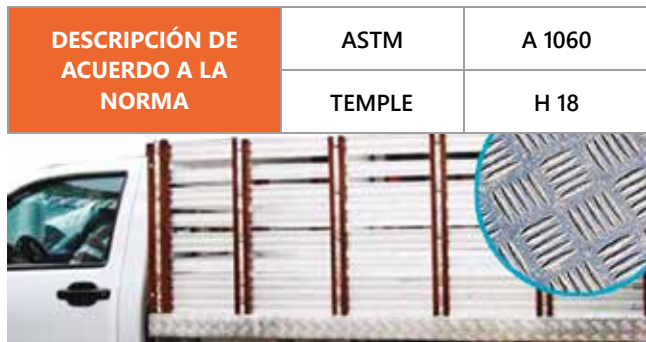 DESCRIPCIÓN DE
ACUERDO A LA
NORMA
ASTM
A 1060
TEMPLE
H 18